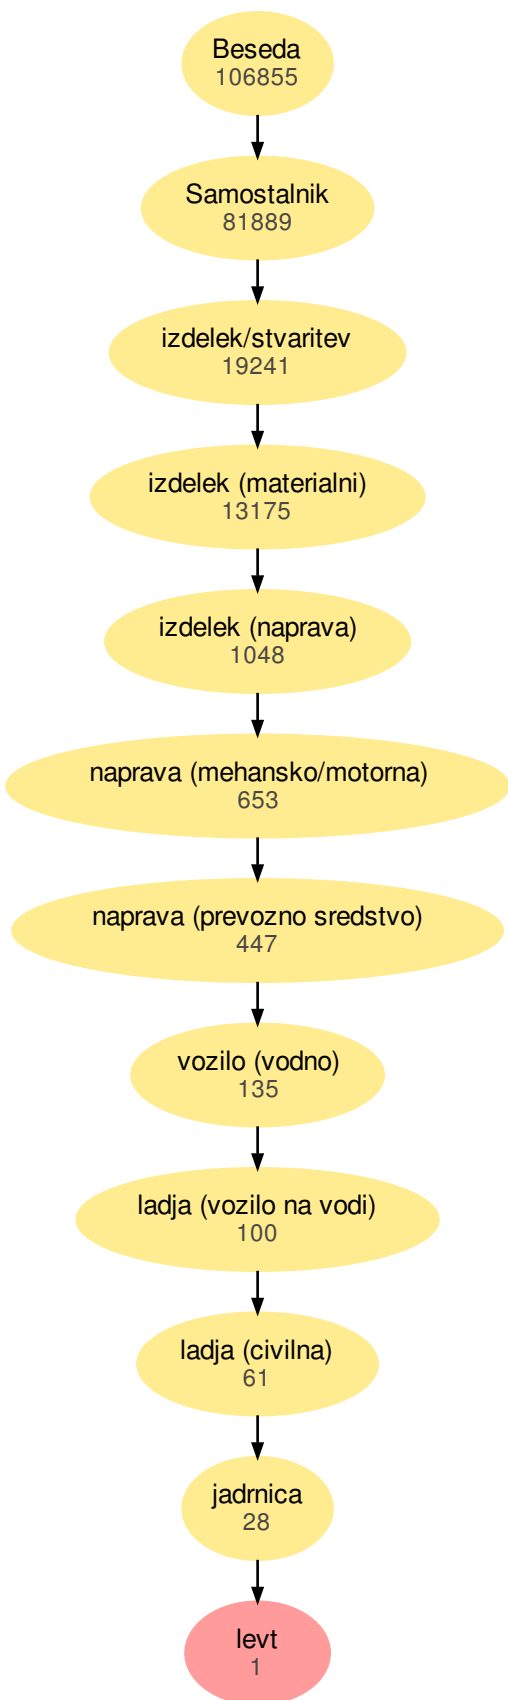 Beseda
106855
Samostalnik
81889
izdelek/stvaritev
19241
izdelek (materialni)
13175
izdelek (naprava)
1048
naprava (mehansko/motorna)
653
naprava (prevozno sredstvo)
447
vozilo (vodno)
135
ladja (vozilo na vodi)
100
ladja (civilna)
61
jadrnica
28
levt
1